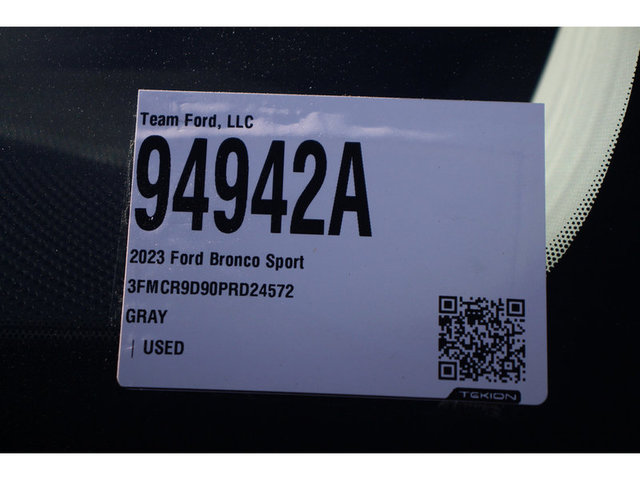 Team Ford, LLC
94942A
2023 Ford Bronco Sport
3FMCR9D90PRD24572
GRAY
| USED
TEKION